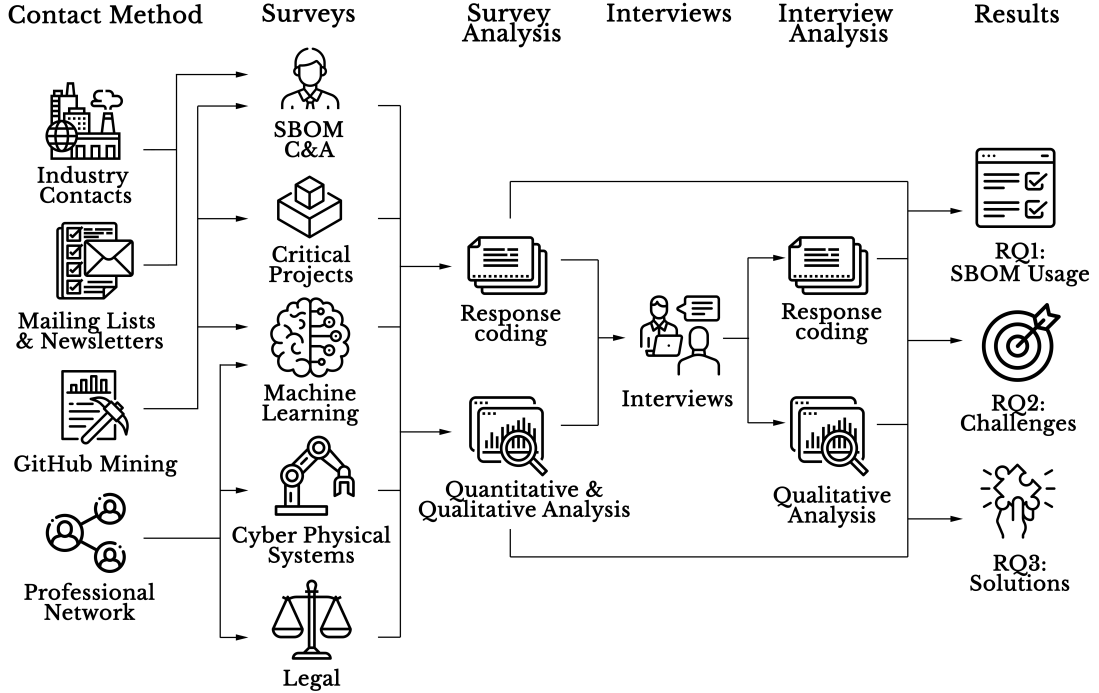 Contact Method
Surveys
Survey
Analysis
Interviews
Interview
Analysis
Results
Industry
Contacts
Mailing Lists
& Newsletters
GitHub Mining
Professional
Network
SBOM
C&A
Critical
Projects
Machine
Learning
Cyber Physical
Systems
Legal
Response
coding
Quantitative &
Qualitative Analysis
Interviews
Response
coding
Qualitative
Analysis
RQ1:
SBOM Usage
RQ2:
Challenges
RQ3:
Solutions